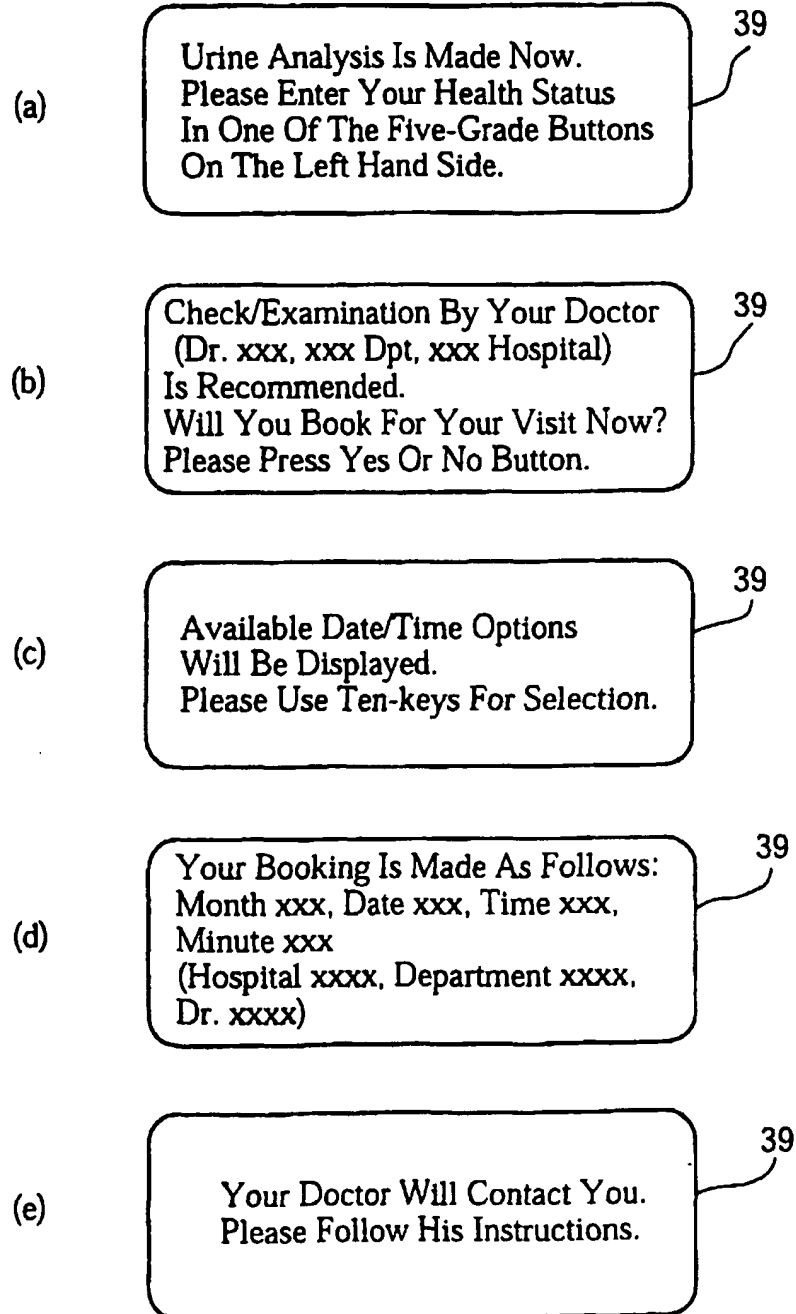 39
(a)
Urine Analysis Is Made Now.
Please Enter Your Health Status
In One Of The Five-Grade Buttons
On The Left Hand Side.
39
(b)
Check/Examination By Your Doctor
(Dr. xxx, xxx Dpt, xxx Hospital)
Is Recommended.
Will You Book For Your Visit Now?
Please Press Yes Or No Button.
39
(c)
Available Date/Time Options
Will Be Displayed.
Please Use Ten-keys For Selection.
39
(d)
Your Booking Is Made As Follows:
Month xxx, Date xxx, Time xxx,
Minute xxx
(Hospital xxxx, Department xxxx,
Dr. xxxx)
39
(e)
Your Doctor Will Contact You.
Please Follow His Instructions.